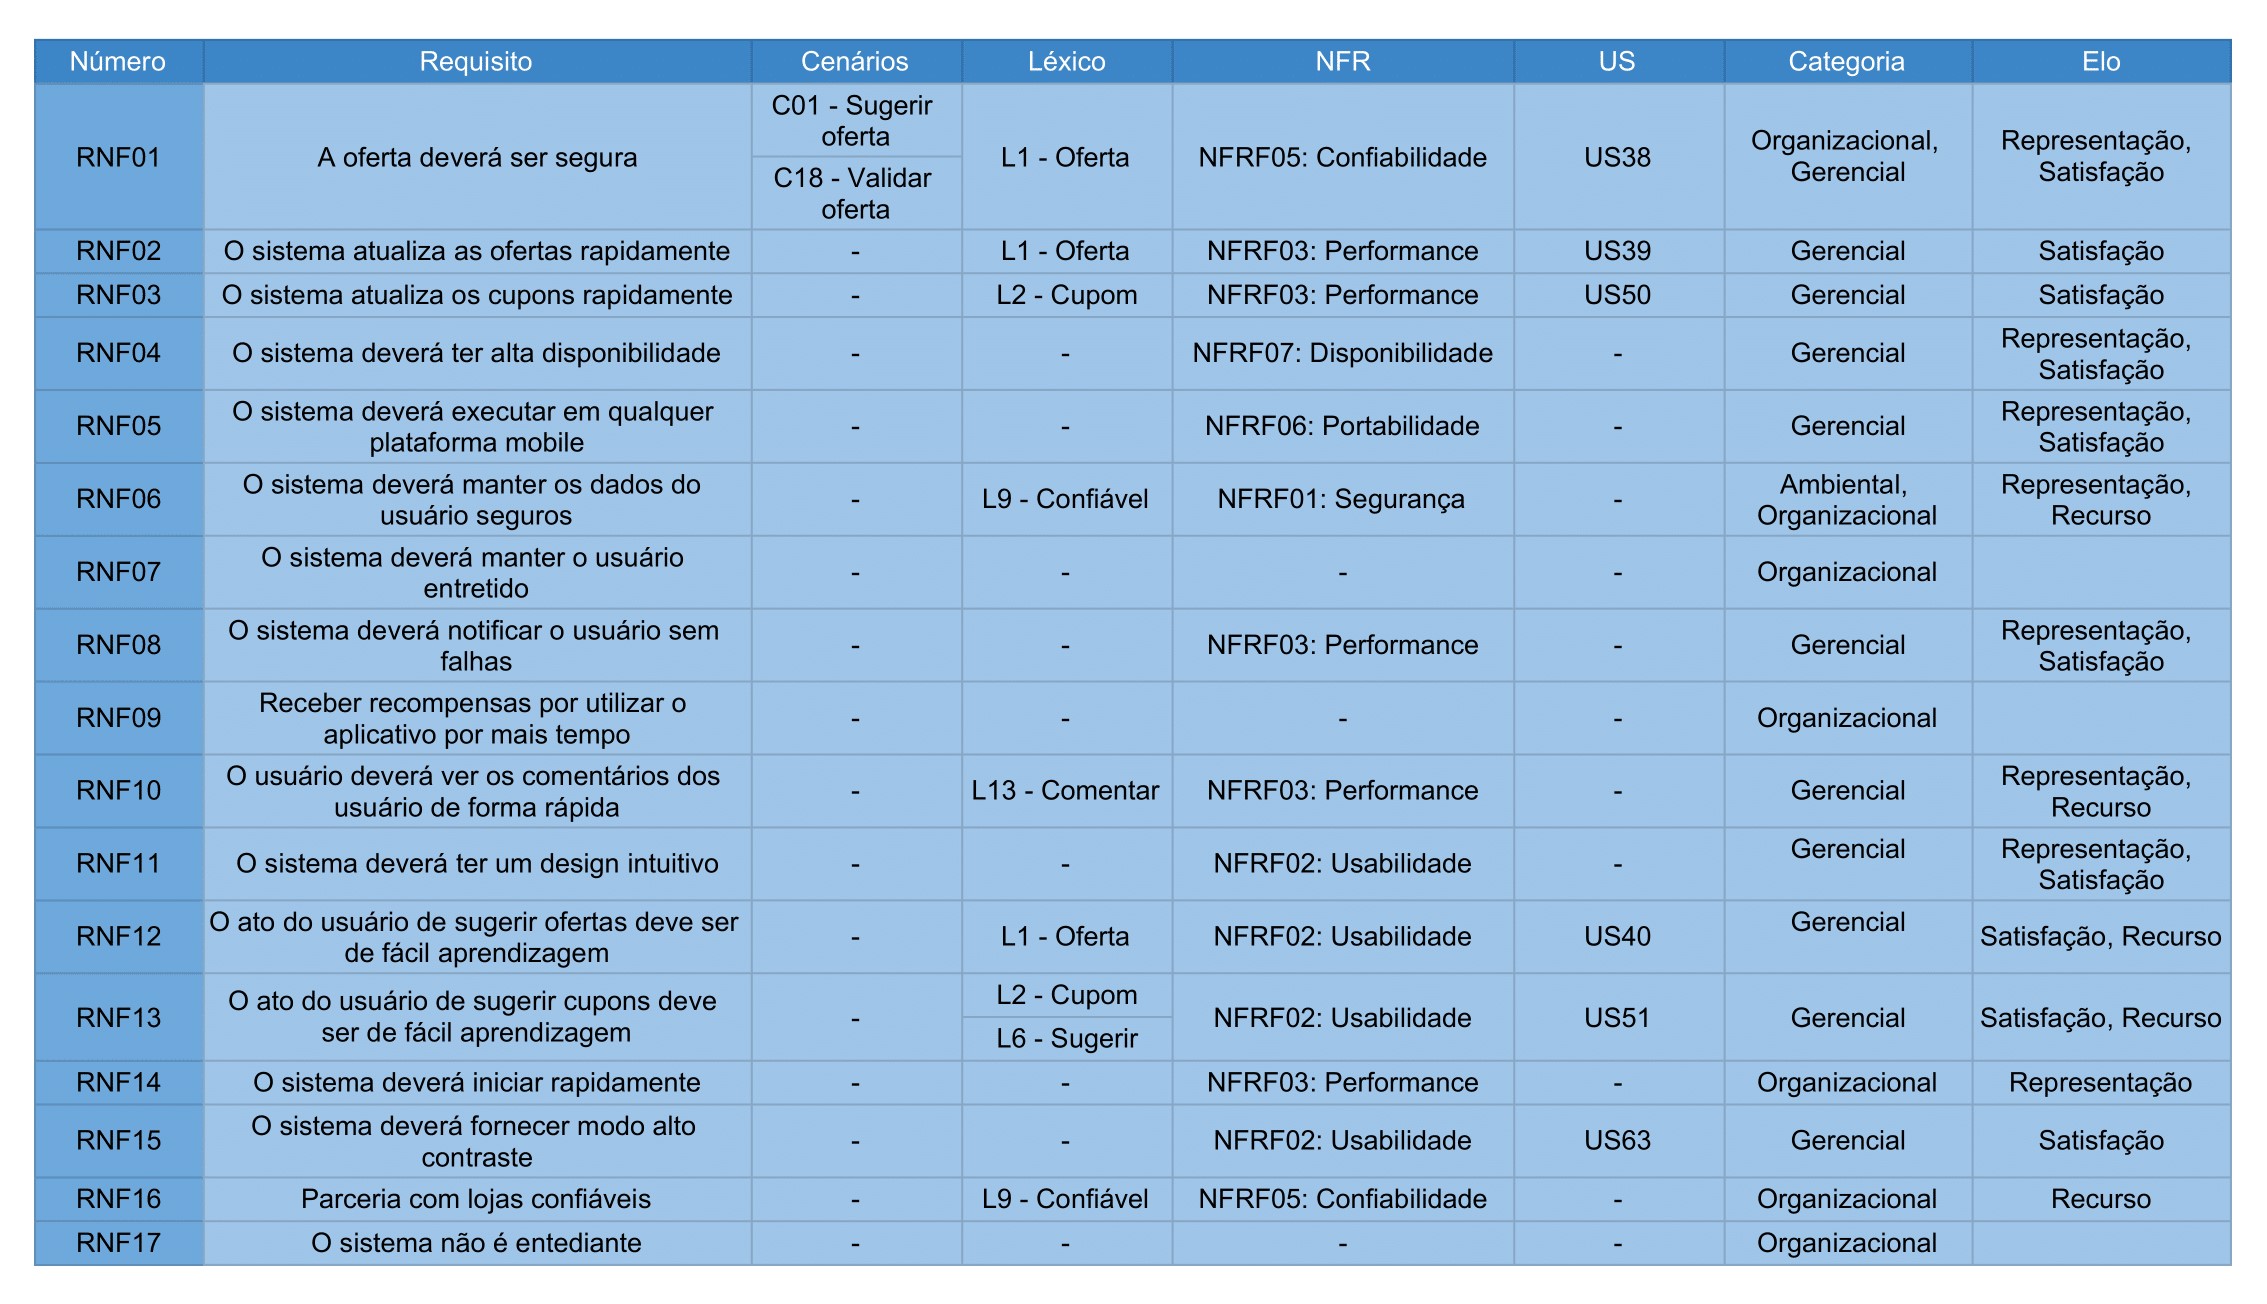 Número Requisito Cenários Léxico NFR US Categoria Elo
RNF01
A oferta deverá ser segura
C01 - Sugerir
oferta
C18 - Validar
oferta
L1 - Oferta
NFRF05: Confiabilidade
US38
Organizacional,
Gerencial
Representação,
Satisfação
RNF02 O sistema atualiza as ofertas rapidamente - L1 - Oferta NFRF03: Performance US39 Gerencial Satisfação
RNF03 O sistema atualiza os cupons rapidamente - L2 - Cupom NFRF03: Performance US50 Gerencial Satisfação
RNF04 O sistema deverá ter alta disponibilidade - - NFRF07: Disponibilidade - Gerencial
Representação,
Satisfação
RNF05
O sistema deverá executar em qualquer
plataforma mobile
- - NFRF06: Portabilidade - Gerencial
Representação,
Satisfação
RNF06
O sistema deverá manter os dados do
usuário seguros
- L9 - Confiável NFRF01: Segurança -
Ambiental,
Organizacional
Representação,
Recurso
RNF07
O sistema deverá manter o usuário
entretido
- - - - Organizacional
RNF08
O sistema deverá notificar o usuário sem
falhas
- - NFRF03: Performance - Gerencial
Representação,
Satisfação
RNF09
Receber recompensas por utilizar o
aplicativo por mais tempo
- - - - Organizacional
RNF10
O usuário deverá ver os comentários dos
usuário de forma rápida
- L13 - Comentar NFRF03: Performance - Gerencial
Representação,
Recurso
RNF11 O sistema deverá ter um design intuitivo - - NFRF02: Usabilidade - Gerencial
Representação,
Satisfação
RNF12
O ato do usuário de sugerir ofertas deve ser
de fácil aprendizagem
- L1 - Oferta NFRF02: Usabilidade US40 Gerencial Satisfação, Recurso
RNF13
O ato do usuário de sugerir cupons deve
ser de fácil aprendizagem
-
L2 - Cupom
L6 - Sugerir
NFRF02: Usabilidade US51 Gerencial Satisfação, Recurso
RNF14 O sistema deverá iniciar rapidamente - - NFRF03: Performance - Organizacional Representação
RNF15
O sistema deverá fornecer modo alto
contraste
- - NFRF02: Usabilidade US63 Gerencial Satisfação
RNF16 Parceria com lojas confiáveis - L9 - Confiável NFRF05: Confiabilidade - Organizacional Recurso
RNF17 O sistema não é entediante - - - - Organizacional